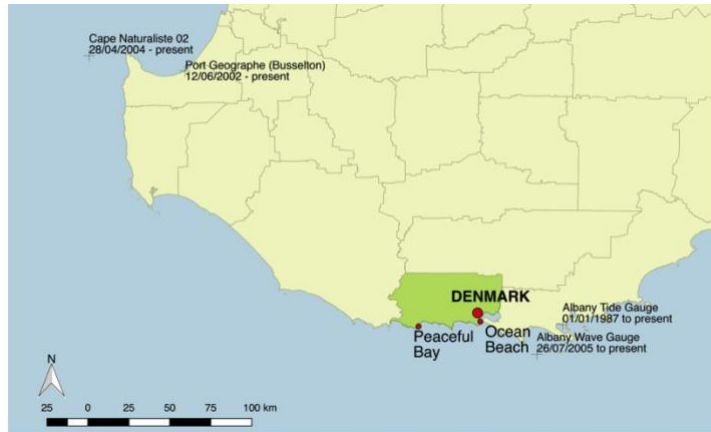 Cape Naturaliste 02
28/04/2004 - present
Port Geographe (Busselton)
12/06/2002 - present
DENMARK
Albany Tide Gauge
01/01/1987 to present
Peaceful
Bay
Ocean
Beach
Albany Wave Gauge
26/07/2005 to present
N
25 0 25 50 75 100 km